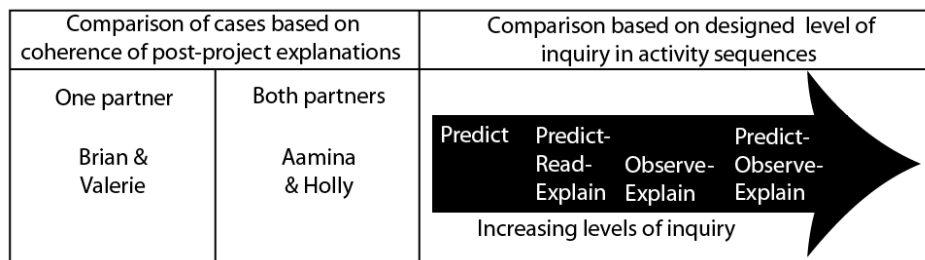 Comparison of cases based on
coherence of post-project explanations
Comparison based on designed level of
inquiry in activity sequences
One partner
Both partners
Brian &
Valerie
Aamina
& Holly
Predict
Predict-
Read-
Explain
Observe-
Explain
Predict-
Observe-
Explain
Increasing levels of inquiry